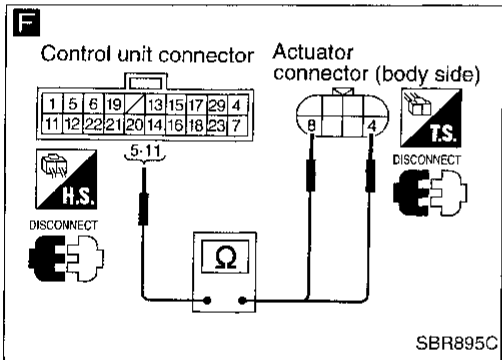 F
Control unit connector
Actuator connector (body side)
1 5 6 19 13 15 17 29 4
11 12 22 21 20 14 16 18 23 7
5·11
8 4
H.S.
T.S.
DISCONNECT
DISCONNECT
Ω
SBR895C